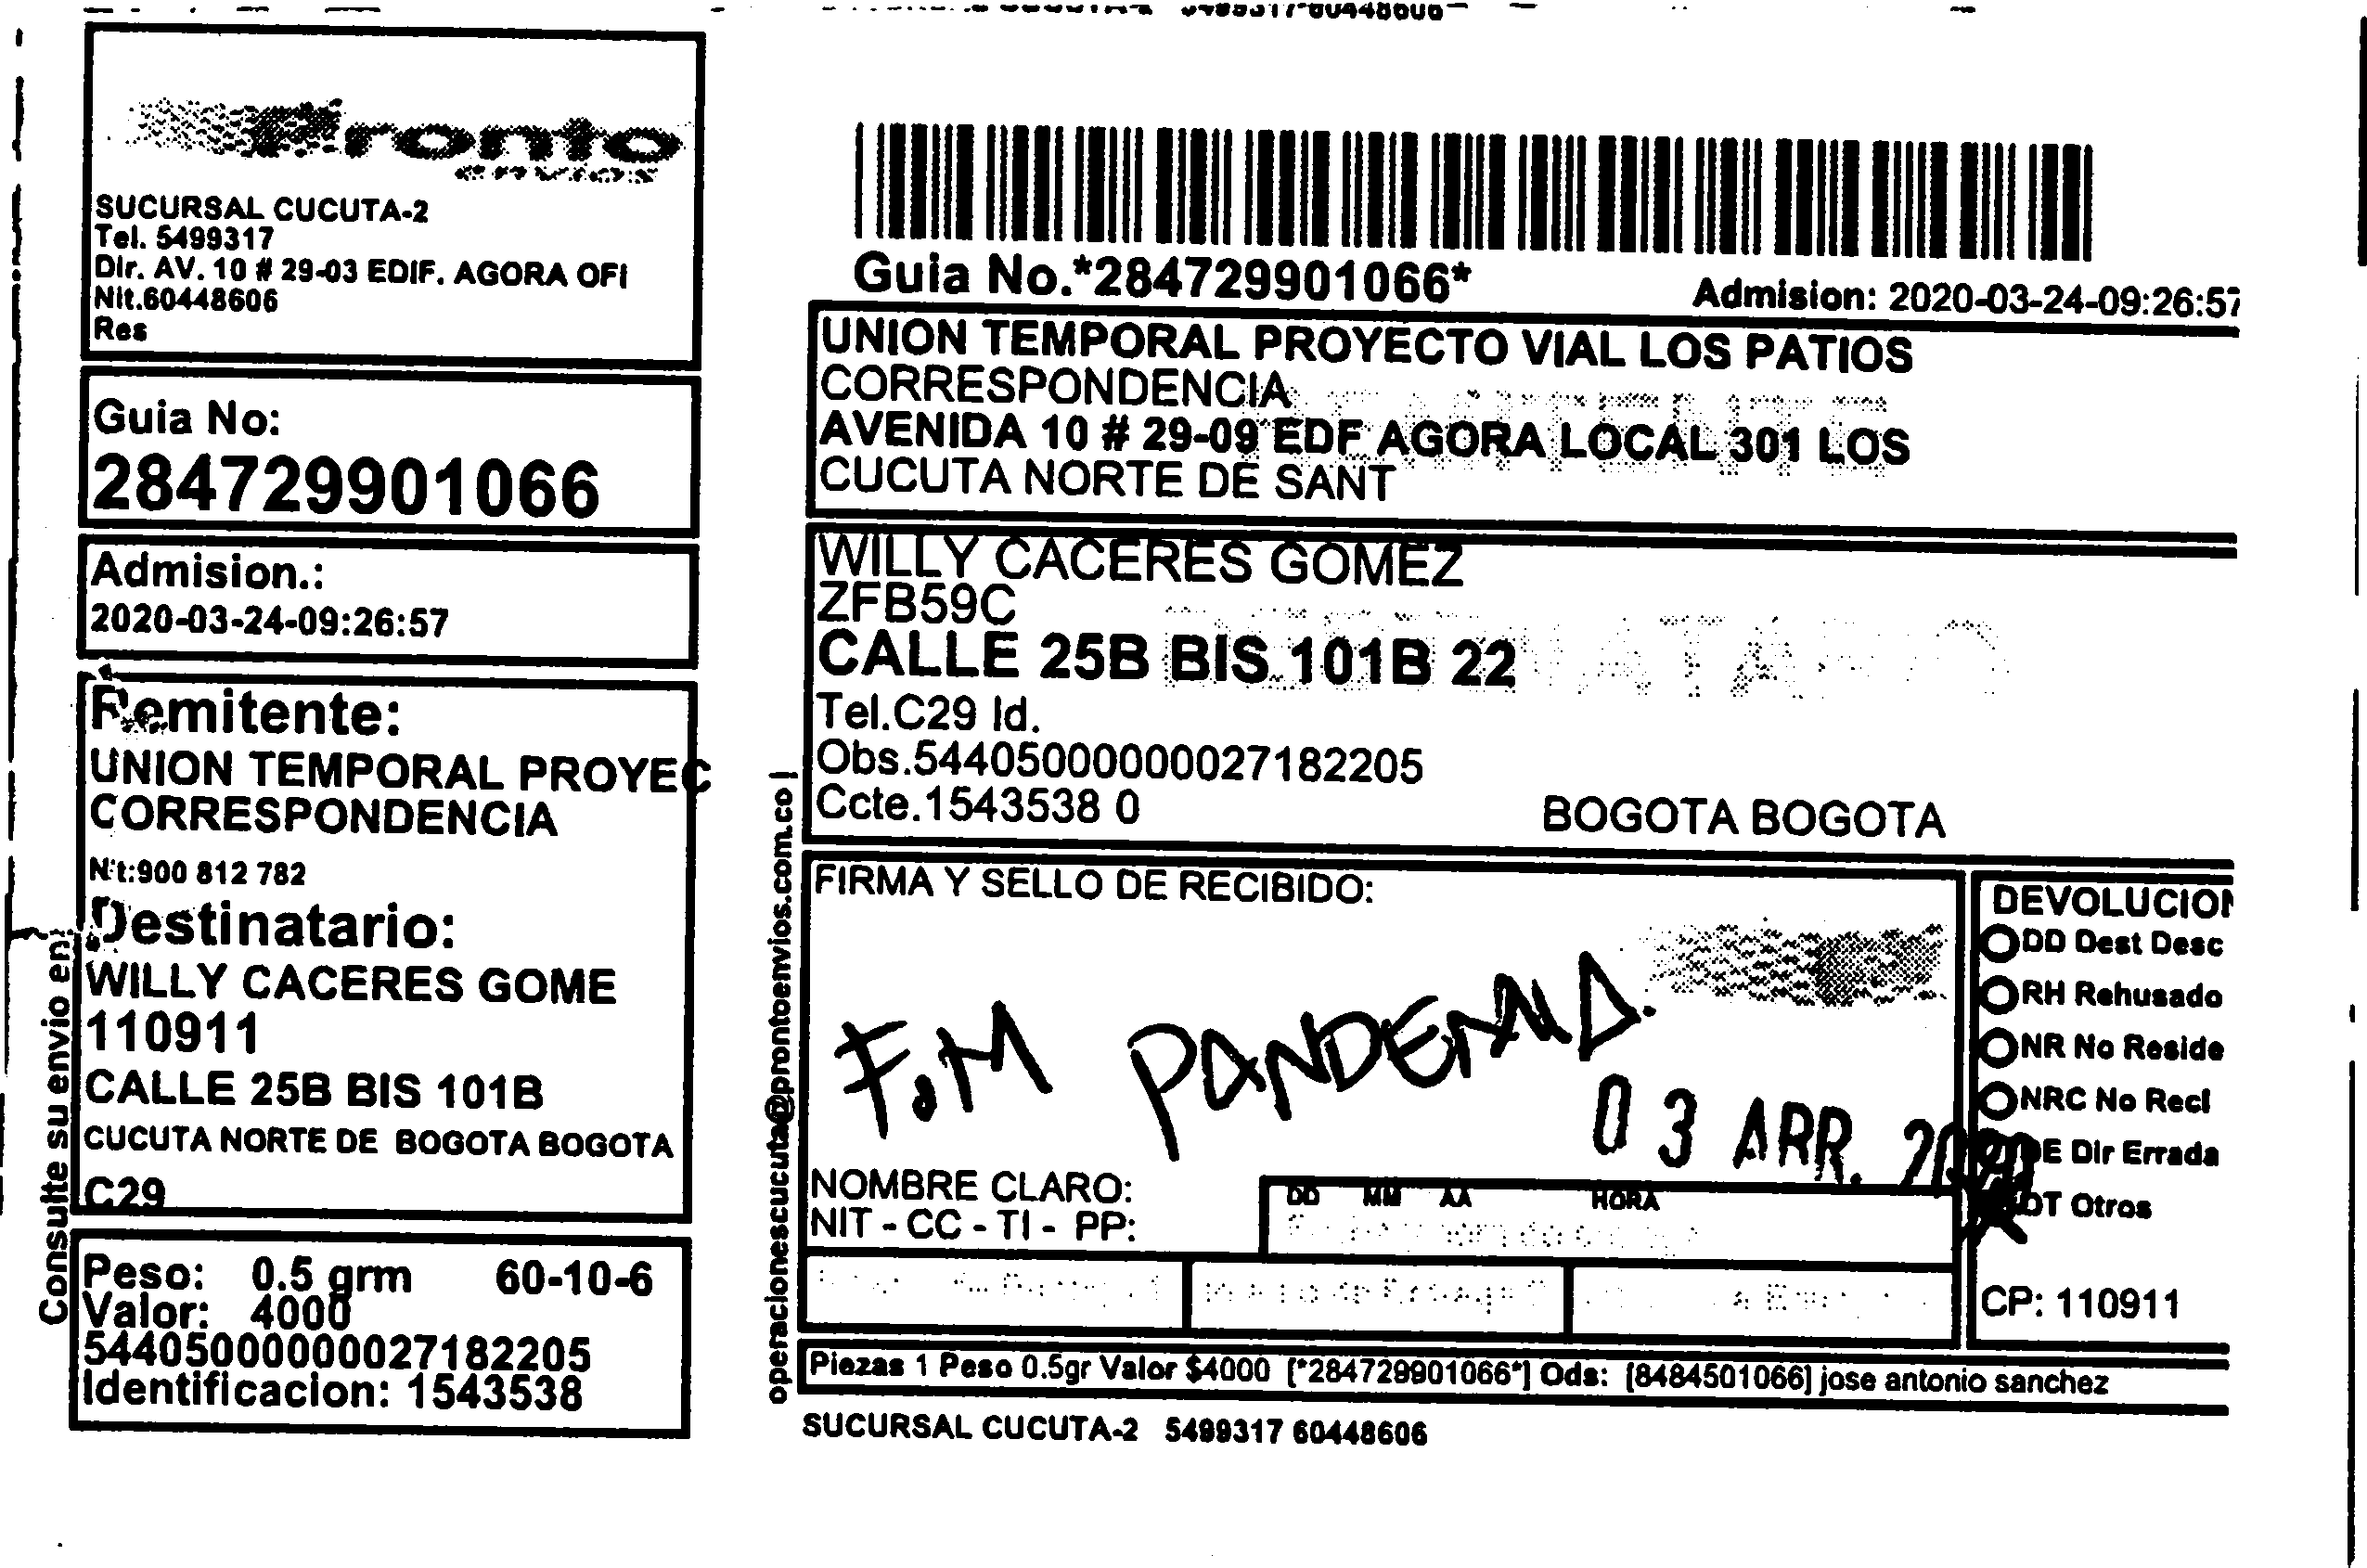 Pronto
envios
SUCURSAL CUCUTA-2
Tel. 5499317
Dir. AV. 10 # 29-03 EDIF. AGORA OFI
Nit.60448606
Res
Guia No:
284729901066
Admision.:
2020-03-24-09:26:57
Remitente:
UNION TEMPORAL PROYEC
CORRESPONDENCIA
Nit:900 812 782
Destinatario:
WILLY CACERES GOME
110911
CALLE 25B BIS 101B
CUCUTA NORTE DE BOGOTA BOGOTA
C29
Peso: 0.5 grm 60-10-6
Valor: 4000
544050000000027182205
Identificacion: 1543538
Consulte su envio en:
operacionescucuta@prontoenvios.com.co |
Guia No.*284729901066*
Admision: 2020-03-24-09:26:57
UNION TEMPORAL PROYECTO VIAL LOS PATIOS
CORRESPONDENCIA
REMITENTE
AVENIDA 10 # 29-09 EDF AGORA LOCAL 301 LOS
CUCUTA NORTE DE SANT
WILLY CACERES GOMEZ
ZFB59C
DESTINATARIO
CALLE 25B BIS 101B 22
Tel.C29 Id.
Obs.544050000000027182205
Ccte.1543538 0
BOGOTA BOGOTA
FIRMA Y SELLO DE RECIBIDO:
F.M PANDEMIA.
03 ABR. 2020
NOMBRE CLARO:
NIT - CC - TI - PP:
DD MM AA HORA
DEVOLUCION
DD Dest Desc
RH Rehusado
NR No Reside
NRC No Recl
DE Dir Errada
OT Otros
CP: 110911
Piezas 1 Peso 0.5gr Valor $4000 [*284729901066*] Ods: [8484501066] jose antonio sanchez
SUCURSAL CUCUTA-2 5499317 60448606